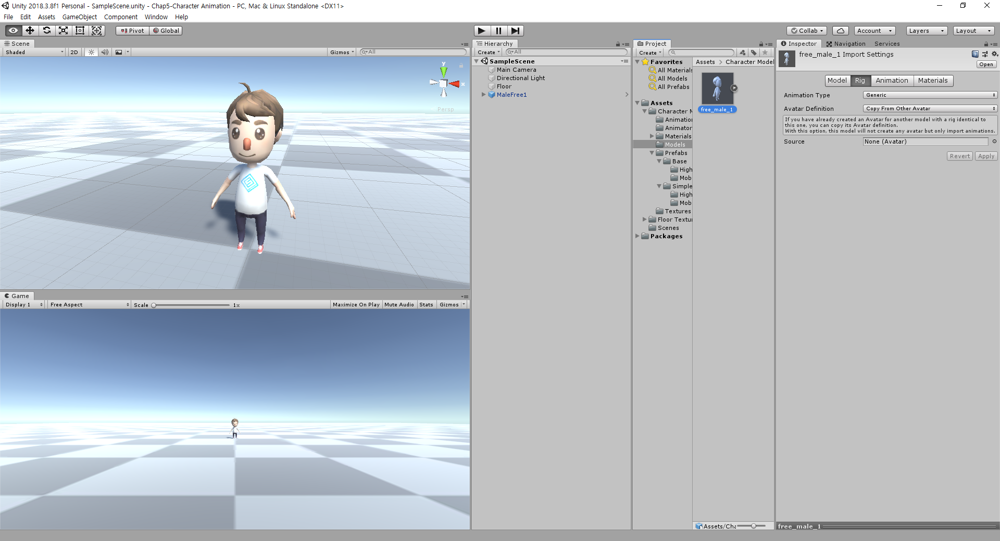 Unity 2018.3.8f1 Personal - SampleScene.unity - Chap5-Character Animation - PC, Mac & Linux Standalone <DX11>
File Edit Assets GameObject Component Window Help
Pivot Global
Collab Account Layers Layout
Scene
Shaded 2D Gizmos All
y
x
Persp
Game
Display 1 Free Aspect Scale 1x Maximize On Play Mute Audio Stats Gizmos
Hierarchy
Create All
SampleScene
Main Camera
Directional Light
Floor
MaleFree1
Project
Create
Favorites
All Materials
All Models
All Prefabs
Assets
Character M
Animation
Animator
Materials
Models
Prefabs
Base
High
Mob
Simple
High
Mob
Textures
Floor Textur
Scenes
Packages
Assets > Character Model
free_male_1
Assets/Cha
Inspector Navigation Services
free_male_1 Import Settings
Open
Model Rig Animation Materials
Animation Type Generic
Avatar Definition Copy From Other Avatar
If you have already created an Avatar for another model with a rig identical to
this one, you can copy its Avatar definition.
With this option, this model will not create any avatar but only import animations.
Source None (Avatar)
Revert Apply
free_male_1